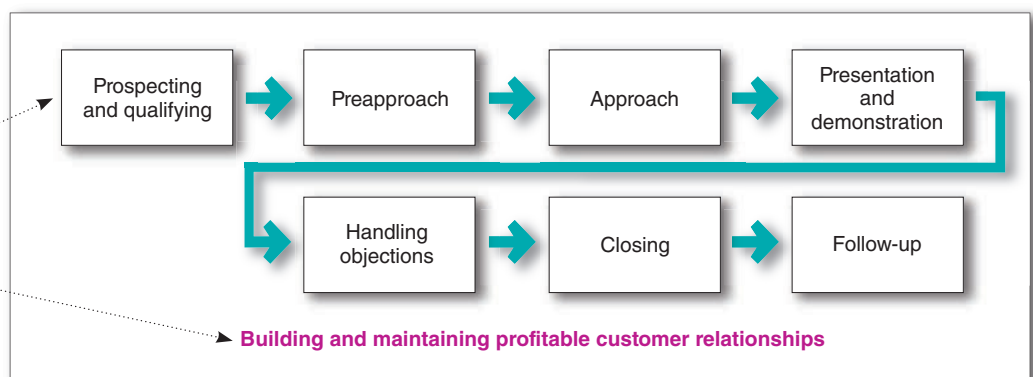 Prospecting
and qualifying
Preapproach
Approach
Presentation
and
demonstration
Handling
objections
Closing
Follow-up
Building and maintaining profitable customer relationships